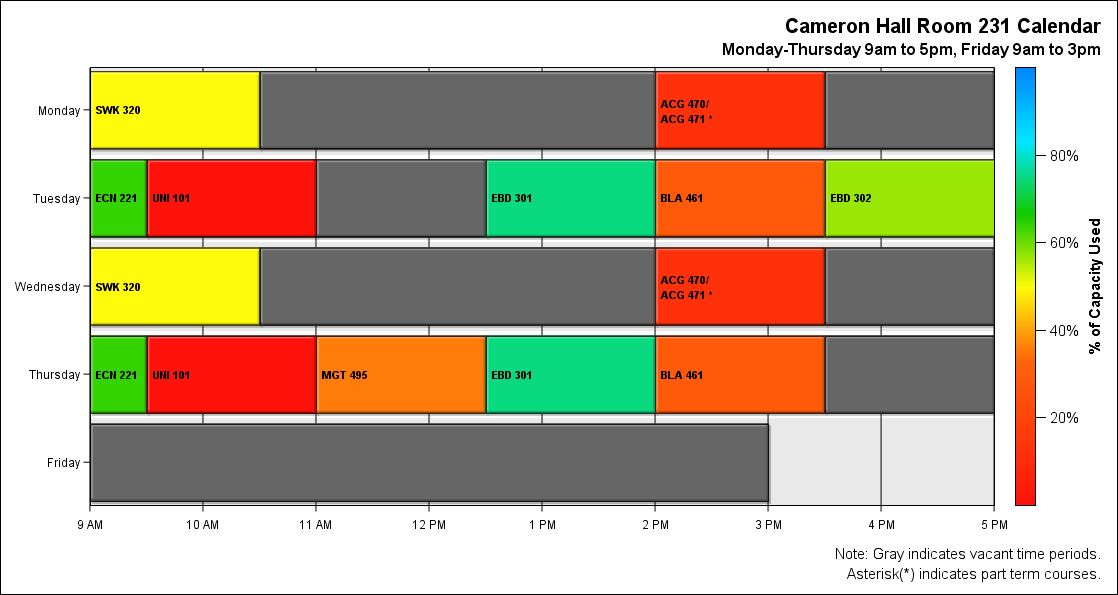 Cameron Hall Room 231 Calendar
Monday-Thursday 9am to 5pm, Friday 9am to 3pm
Monday
SWK 320
ACG 470/
ACG 471 *
Tuesday
ECN 221
UNI 101
EBD 301
BLA 461
EBD 302
Wednesday
SWK 320
ACG 470/
ACG 471 *
Thursday
ECN 221
UNI 101
MGT 495
EBD 301
BLA 461
Friday
9 AM
10 AM
11 AM
12 PM
1 PM
2 PM
3 PM
4 PM
5 PM
80%
60%
40%
20%
% of Capacity Used
Note: Gray indicates vacant time periods.
Asterisk(*) indicates part term courses.